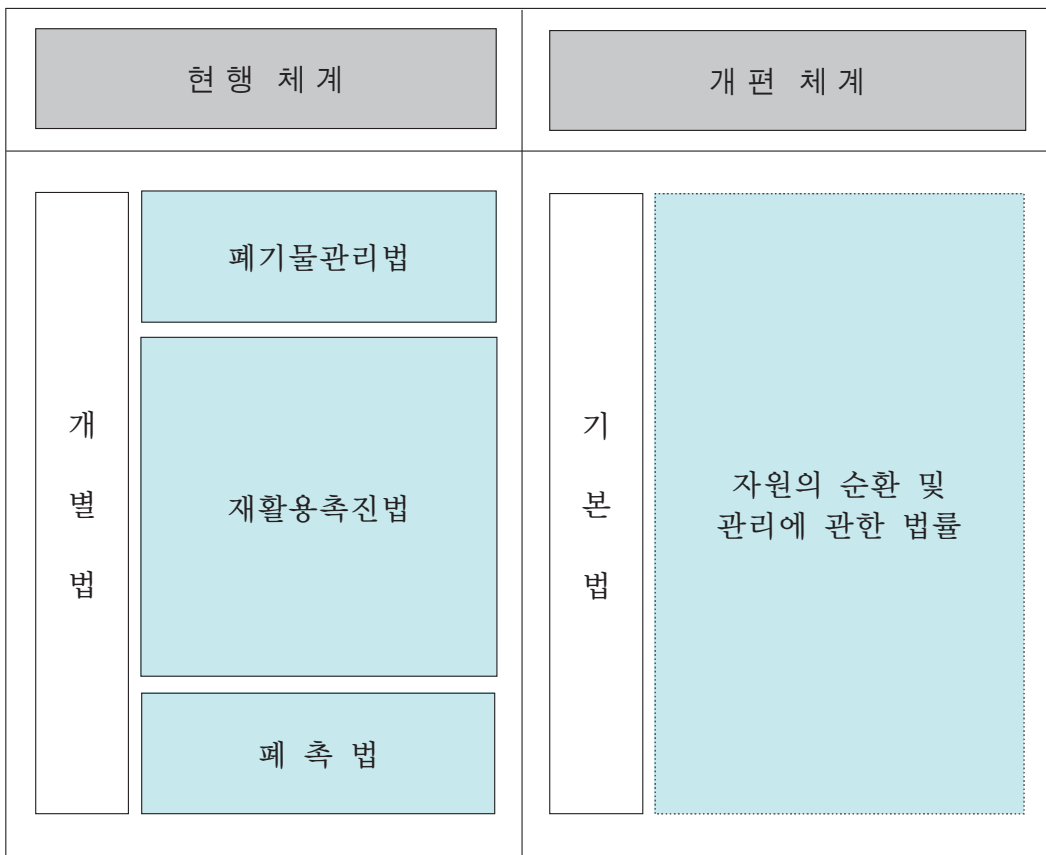 현행 체계
개편 체계
개별법
폐기물관리법
재활용촉진법
폐촉법
기본법
자원의 순환 및
관리에 관한 법률